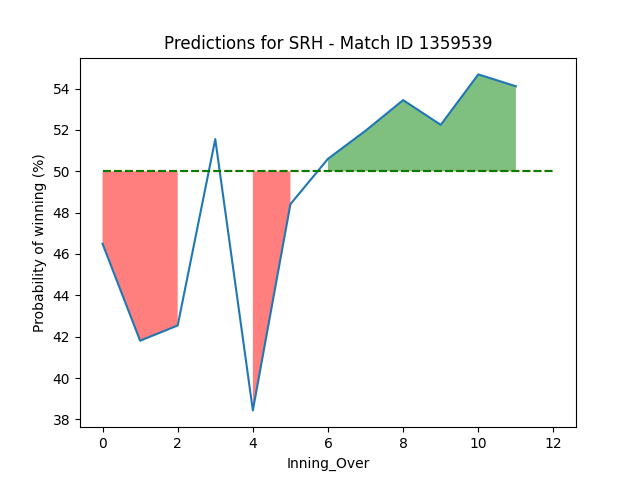 Predictions for SRH - Match ID 1359539
Probability of winning (%)
54
52
50
48
46
44
42
40
38
0 2 4 6 8 10 12
Inning_Over